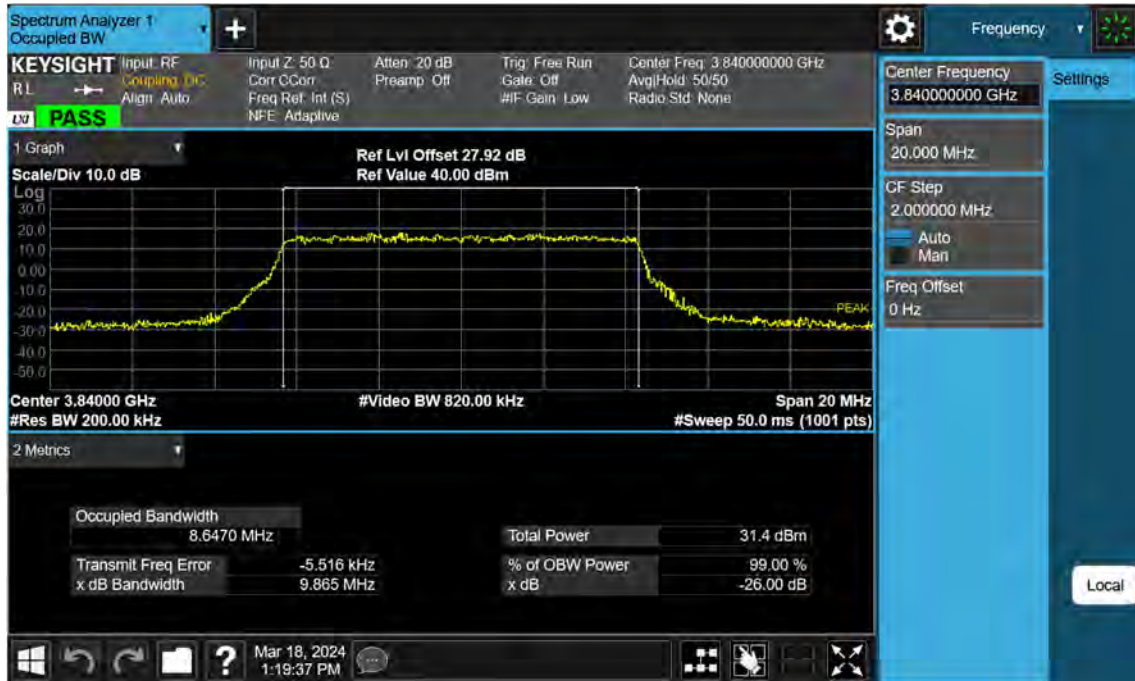 Spectrum Analyzer 1
Occupied BW
+
Frequency
KEYSIGHT
R L
LXI PASS
Input: RF
Coupling: DC
Align: Auto
Input Z: 50 Ω
Corr CCorr
Freq Ref: Int (S)
NFE: Adaptive
Atten: 20 dB
Preamp: Off
Trig: Free Run
Gate: Off
#IF Gain: Low
Center Freq: 3.840000000 GHz
Avg|Hold: 50/50
Radio Std: None
1 Graph
Scale/Div 10.0 dB
Ref Lvl Offset 27.92 dB
Ref Value 40.00 dBm
Log
30.0
20.0
10.0
0.00
-10.0
-20.0
-30.0
-40.0
-50.0
PEAK
Center 3.84000 GHz
#Res BW 200.00 kHz
#Video BW 820.00 kHz
Span 20 MHz
#Sweep 50.0 ms (1001 pts)
2 Metrics
Occupied Bandwidth
8.6470 MHz
Transmit Freq Error -5.516 kHz
x dB Bandwidth 9.865 MHz
Total Power 31.4 dBm
% of OBW Power 99.00 %
x dB -26.00 dB
Center Frequency
3.840000000 GHz
Span
20.000 MHz
CF Step
2.000000 MHz
Auto
Man
Freq Offset
0 Hz
Settings
Local
?
Mar 18, 2024
1:19:37 PM